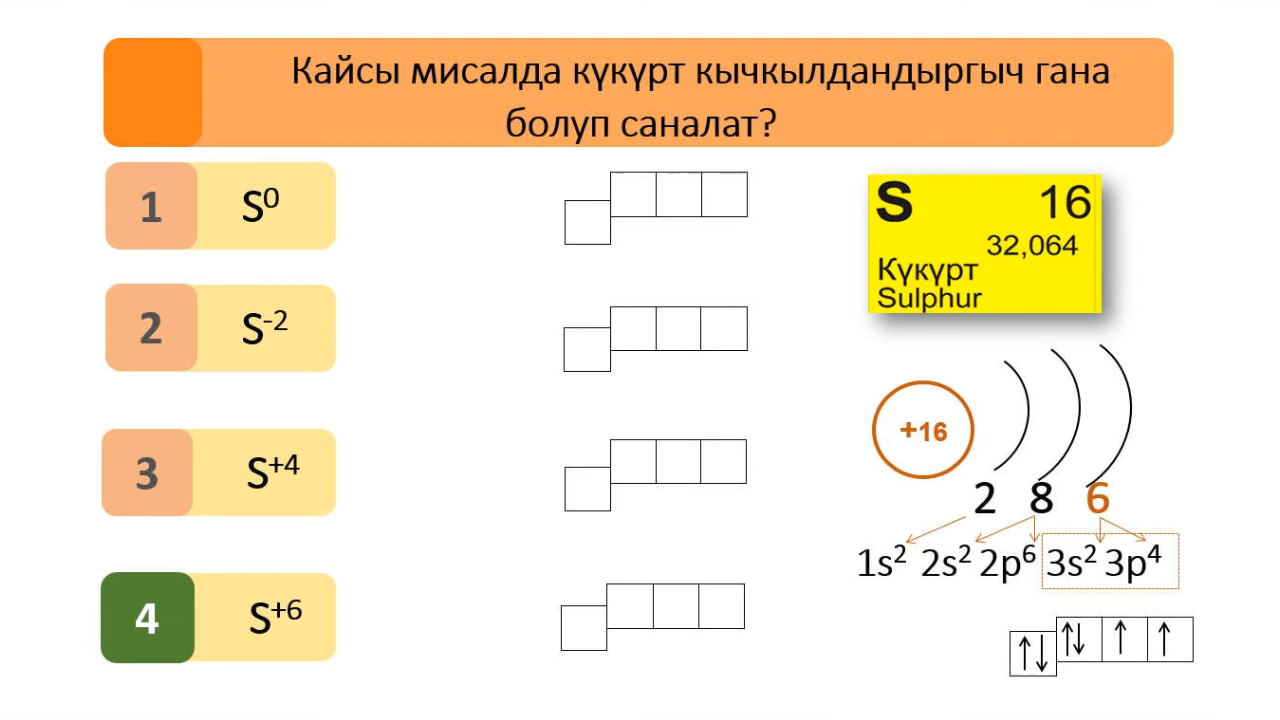 Кайсы мисалда күкүрт кычкылдандыргыч гана
болуп саналат?
1 S⁰
2 S⁻²
3 S⁺⁴
4 S⁺⁶
S 16
32,064
Күкүрт
Sulphur
+16
2 8 6
1s² 2s² 2p⁶ 3s² 3p⁴